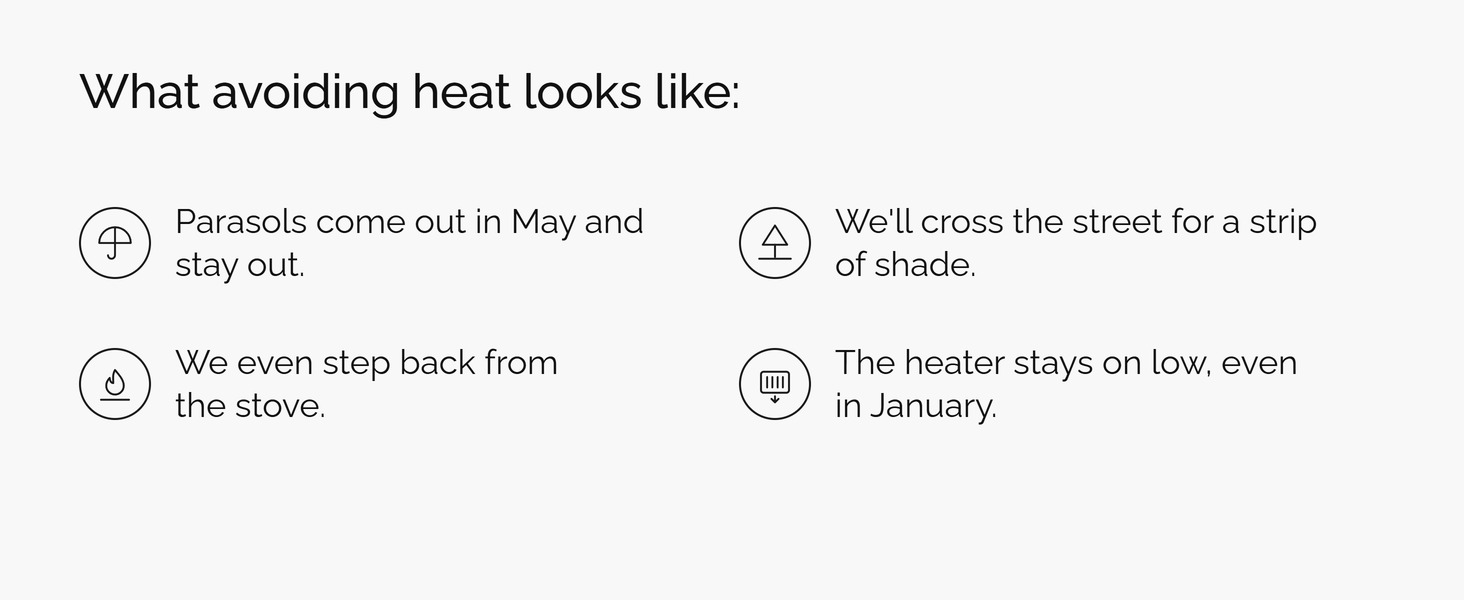 What avoiding heat looks like:
Parasols come out in May and
stay out.
We'll cross the street for a strip
of shade.
We even step back from
the stove.
The heater stays on low, even
in January.